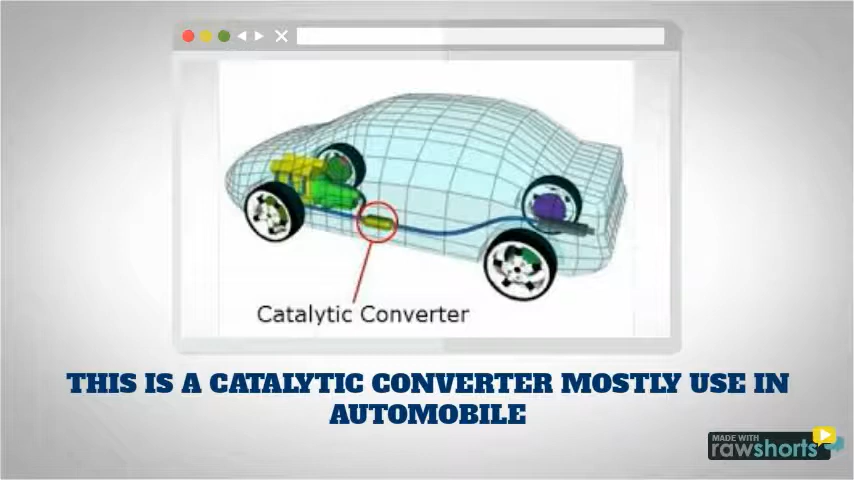 Catalytic Converter
THIS IS A CATALYTIC CONVERTER MOSTLY USE IN
AUTOMOBILE
MADE WITH
rawshorts